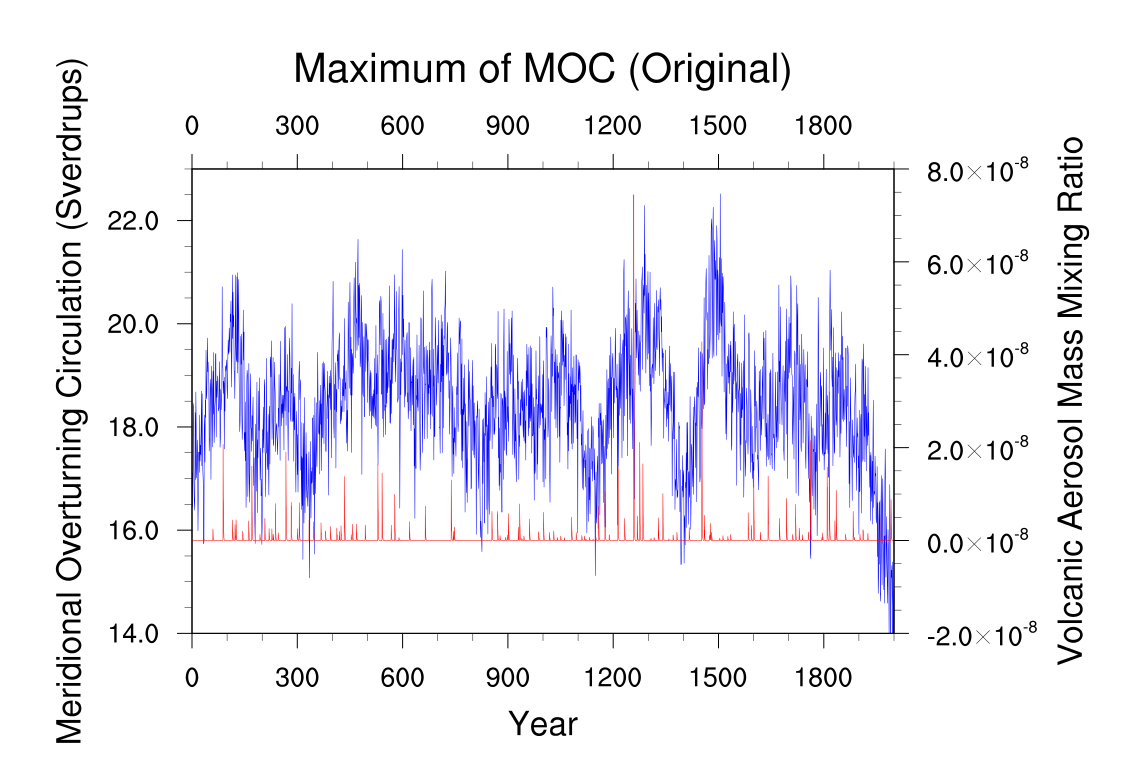 Maximum of MOC (Original)
0 300 600 900 1200 1500 1800
Meridional Overturning Circulation (Sverdrups)
22.0
20.0
18.0
16.0
14.0
8.0×10-8
6.0×10-8
4.0×10-8
2.0×10-8
0.0×10-8
-2.0×10-8
Volcanic Aerosol Mass Mixing Ratio
0 300 600 900 1200 1500 1800
Year